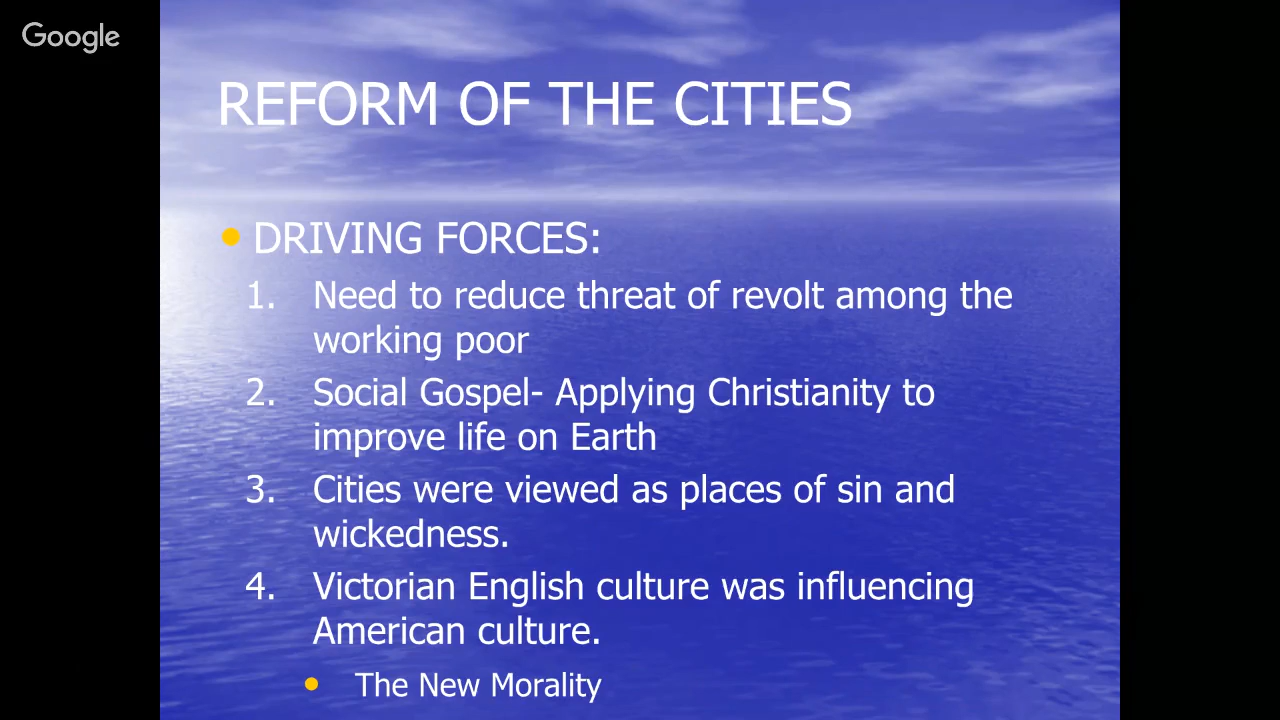 Google
REFORM OF THE CITIES
• DRIVING FORCES:
1. Need to reduce threat of revolt among the
working poor
2. Social Gospel- Applying Christianity to
improve life on Earth
3. Cities were viewed as places of sin and
wickedness.
4. Victorian English culture was influencing
American culture.
• The New Morality